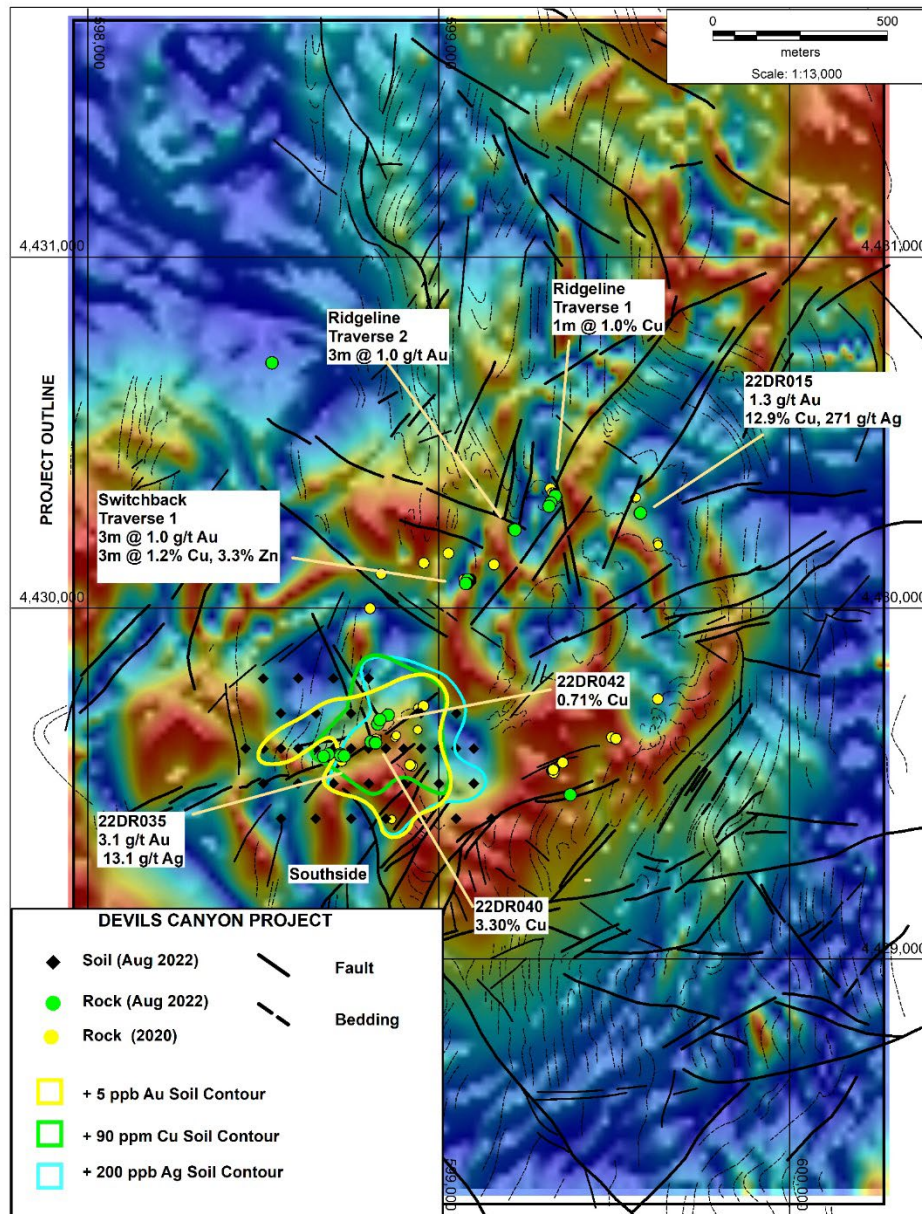 0 500
meters
Scale: 1:13,000
598,000
599,000
4,431,000
4,431,000
Ridgeline
Traverse 1
1m @ 1.0% Cu
Ridgeline
Traverse 2
3m @ 1.0 g/t Au
22DR015
1.3 g/t Au
12.9% Cu, 271 g/t Ag
PROJECT OUTLINE
Switchback
Traverse 1
3m @ 1.0 g/t Au
3m @ 1.2% Cu, 3.3% Zn
4,430,000
4,430,000
22DR042
0.71% Cu
22DR035
3.1 g/t Au
13.1 g/t Ag
Southside
22DR040
3.30% Cu
4,429,000
DEVILS CANYON PROJECT
Soil (Aug 2022)
Fault
Rock (Aug 2022)
Bedding
Rock (2020)
+ 5 ppb Au Soil Contour
+ 90 ppm Cu Soil Contour
+ 200 ppb Ag Soil Contour
599,000
600,000